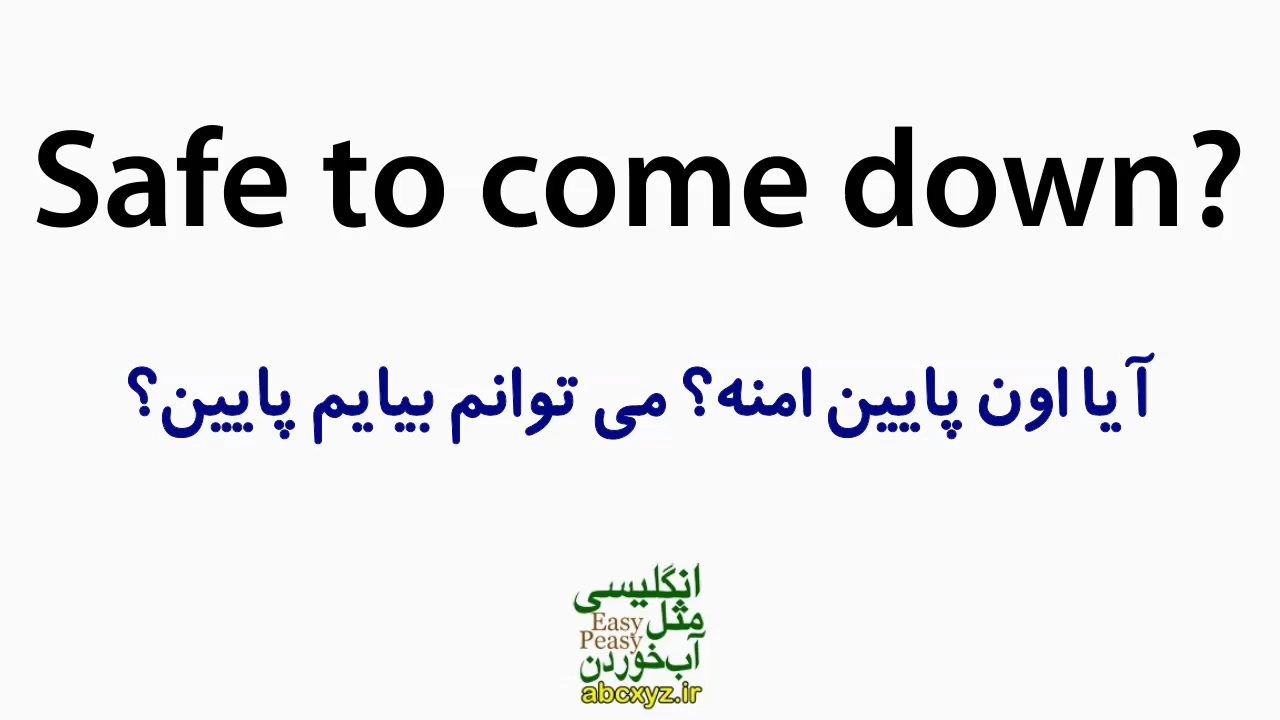 Safe to come down?
آیا اون پایین امنه؟ می توانم بیایم پایین؟
انگلیسی
مثل
Easy
Peasy
آب‌خوردن
abcxyz.ir